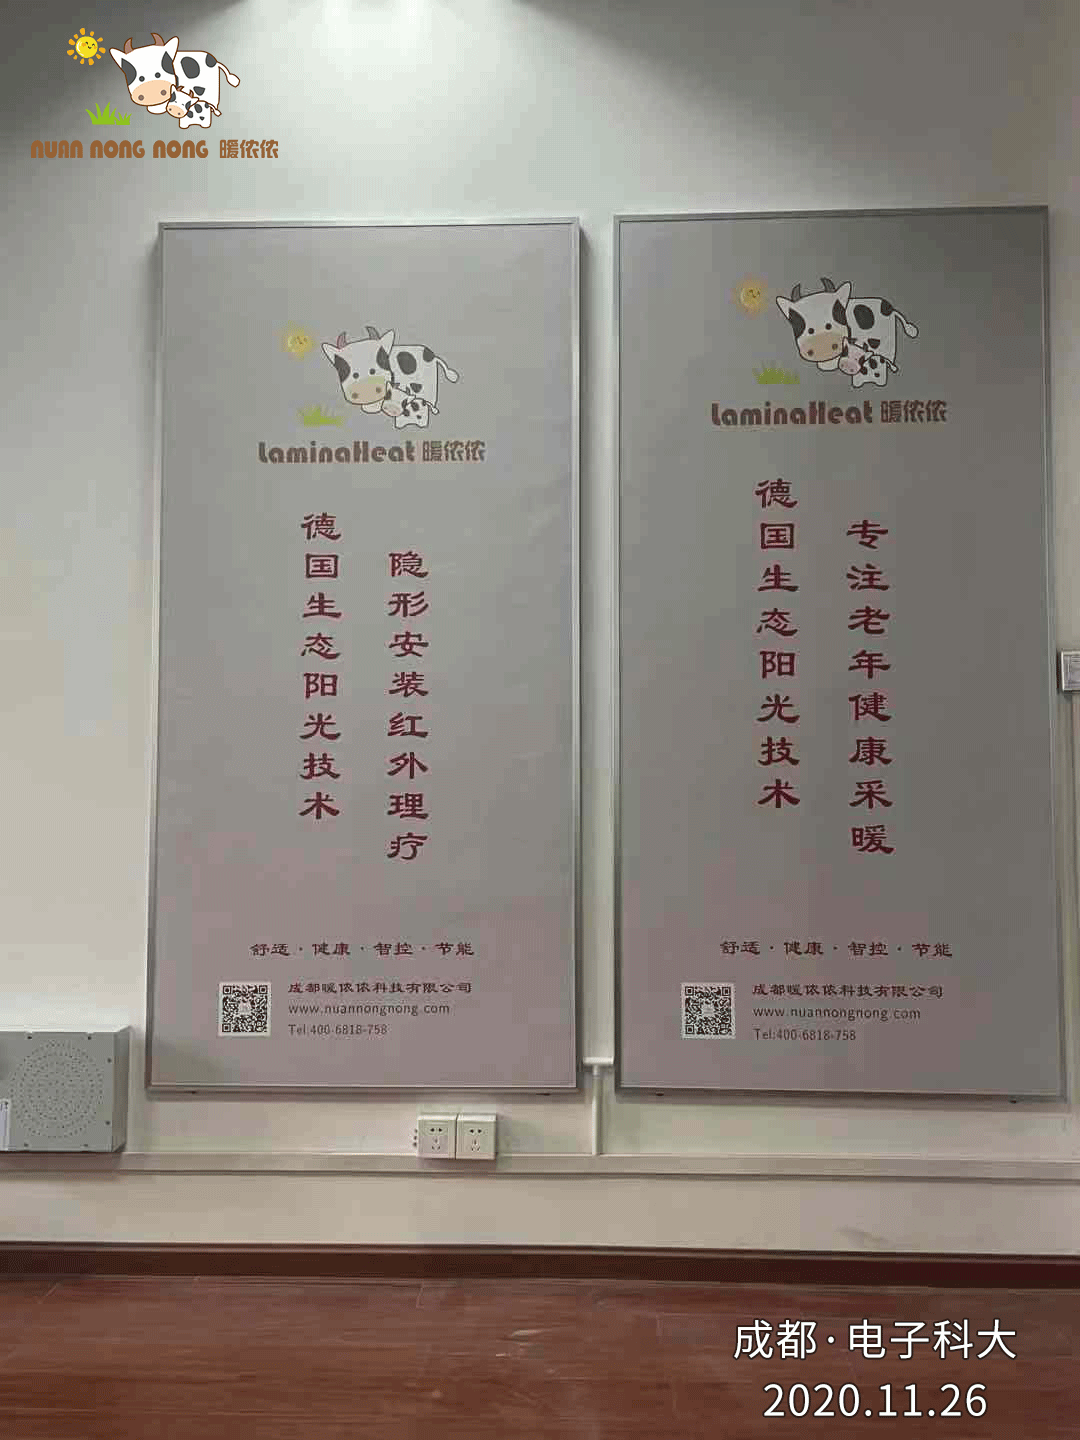 NUAN NONG NONG 暖侬侬
LaminaHeat 暖侬侬
德国生态阳光技术
隐形安装红外理疗
舒适·健康·智控·节能
成都暖侬侬科技有限公司
www.nuannongnong.com
Tel:400-6818-758
LaminaHeat 暖侬侬
德国生态阳光技术
专注老年健康采暖
舒适·健康·智控·节能
成都暖侬侬科技有限公司
www.nuannongnong.com
Tel:400-6818-758
成都·电子科大
2020.11.26